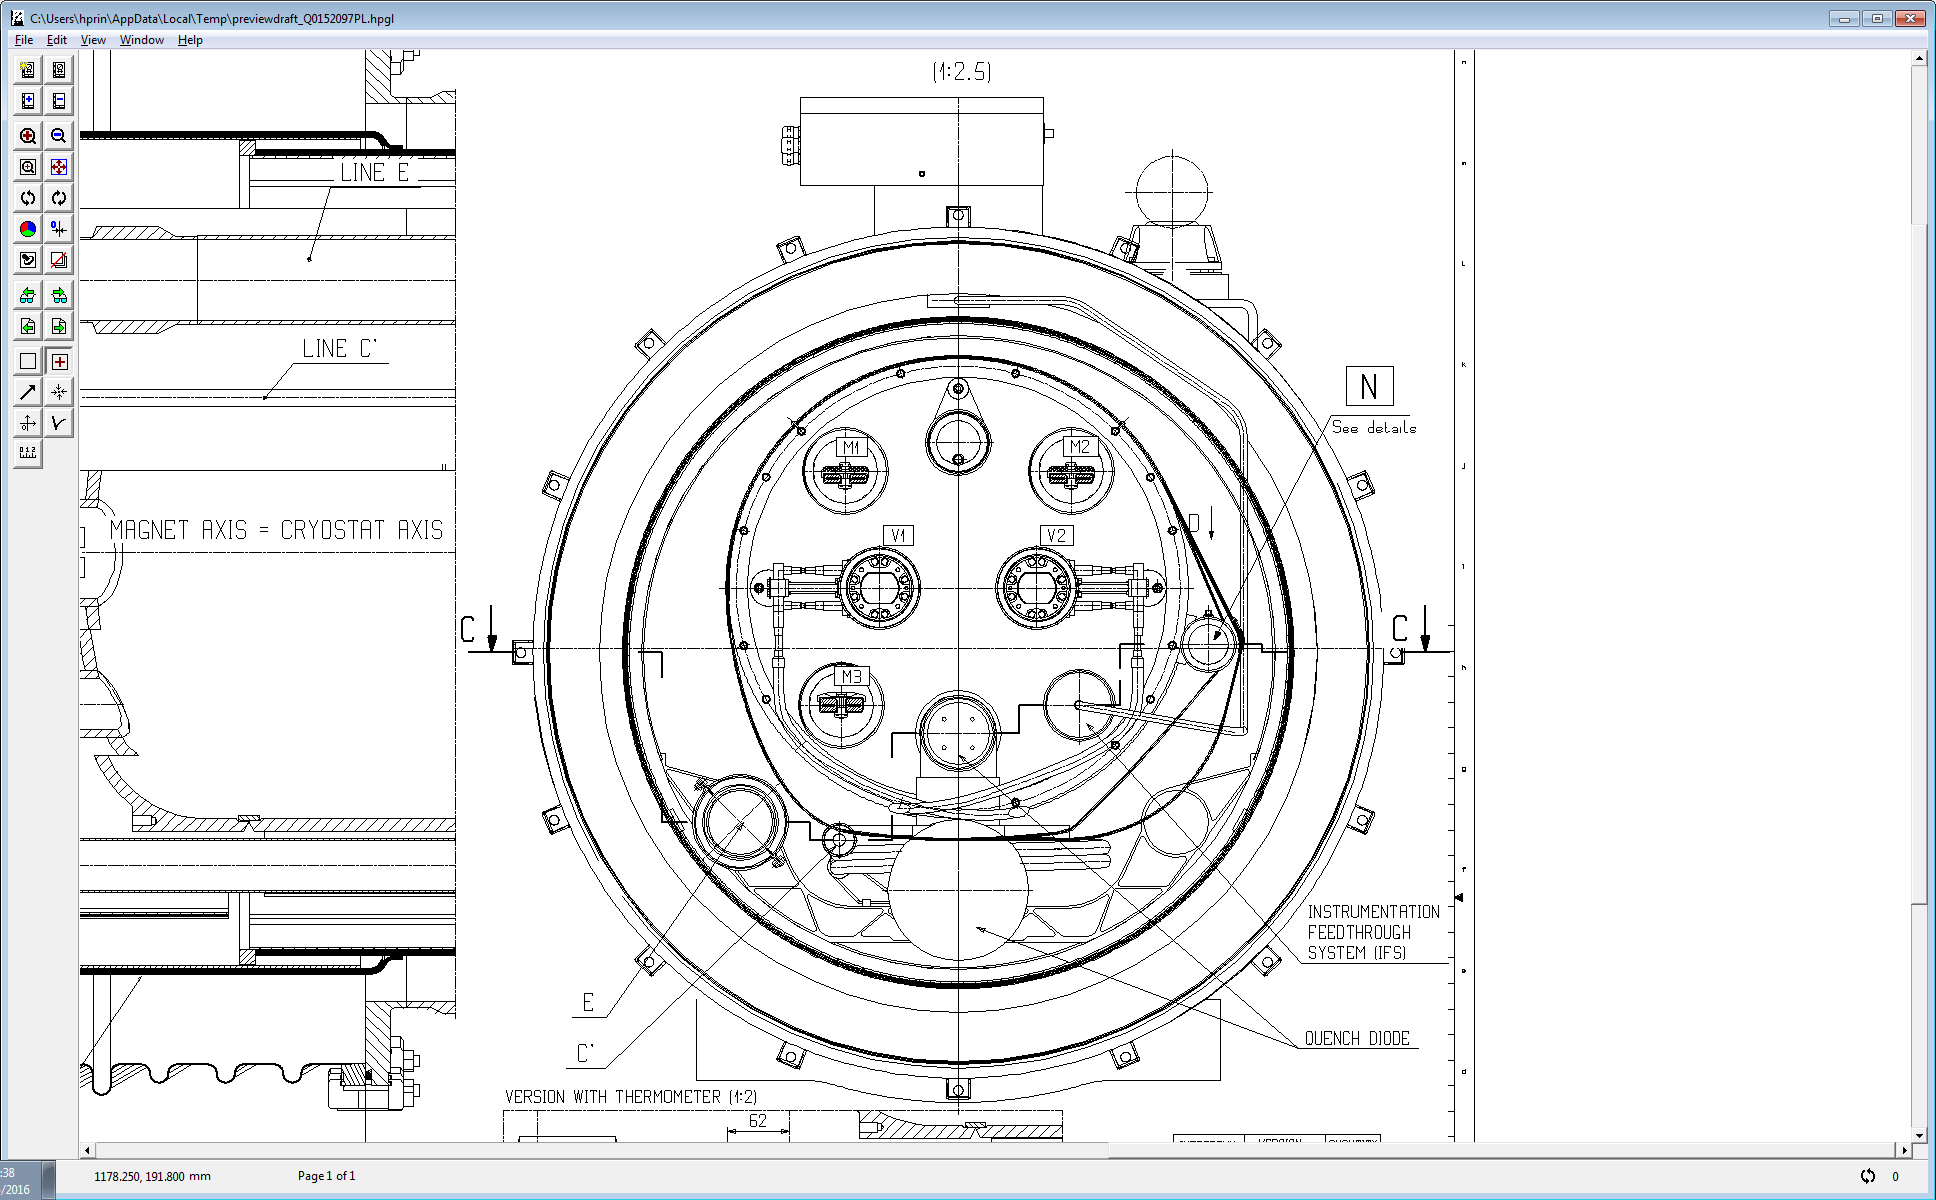 C:\Users\hprin\AppData\Local\Temp\previewdraft_Q0152097PL.hpgl
File Edit View Window Help
(1:2.5)
LINE E
LINE C'
N
See details
M1
M2
MAGNET AXIS = CRYOSTAT AXIS
V1
V2
D
C
C
M3
INSTRUMENTATION
FEEDTHROUGH
SYSTEM (IFS)
E
QUENCH DIODE
C'
VERSION WITH THERMOMETER (1:2)
62
:38
1178.250, 191.800 mm
Page 1 of 1
0
/2016